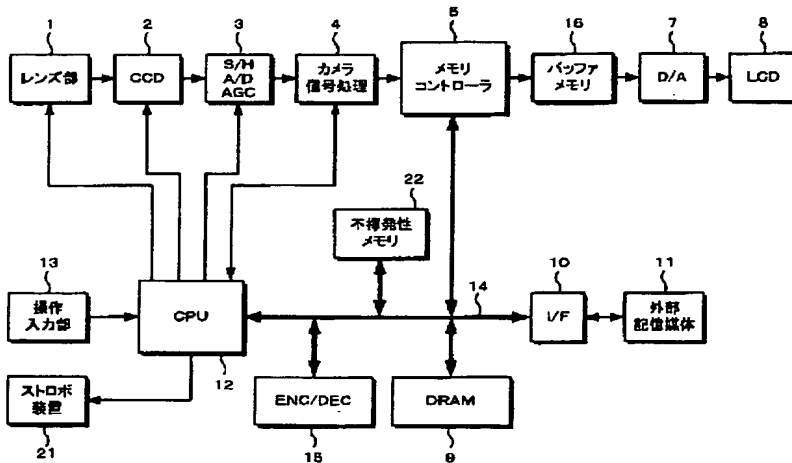 1
2
3
4
5
16
7
8
レンズ部
CCD
S/H
A/D
AGC
カメラ
信号処理
メモリ
コントローラ
バッファ
メモリ
D/A
LCD
22
不揮発性
メモリ
13
操作
入力部
CPU
12
14
10
I/F
11
外部
記憶媒体
ストロボ
装置
21
ENC/DEC
15
DRAM
9